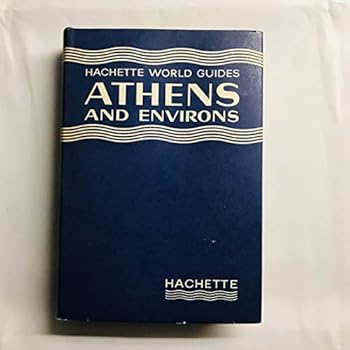 HACHETTE WORLD GUIDES
ATHENS
AND ENVIRONS
HACHETTE